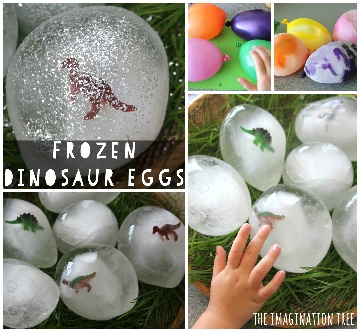 FROZEN
DINOSAUR EGGS
THE IMAGINATION TREE